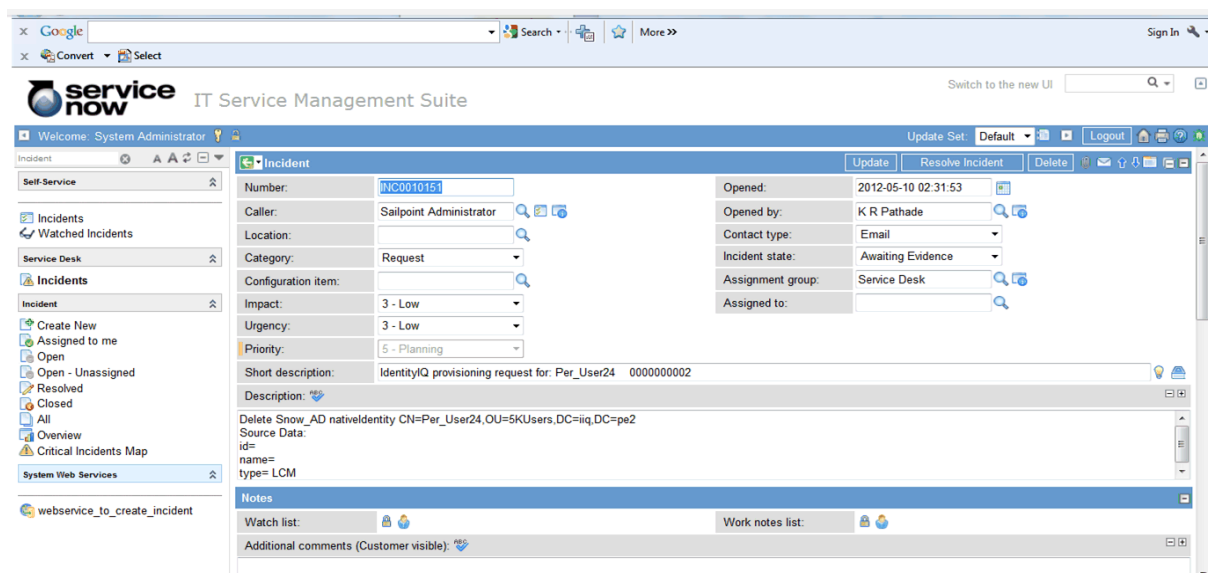 x Google Search More >> Sign In
x Convert Select
service now IT Service Management Suite Switch to the new UI
Welcome: System Administrator Update Set: Default Logout
Incident A A Incident Update Resolve Incident Delete
Self-Service
Incidents
Watched Incidents
Service Desk
Incidents
Incident
Create New
Assigned to me
Open
Open - Unassigned
Resolved
Closed
All
Overview
Critical Incidents Map
System Web Services
webservice_to_create_incident
Number: INC0010151 Opened: 2012-05-10 02:31:53
Caller: Sailpoint Administrator Opened by: K R Pathade
Location: Contact type: Email
Category: Request Incident state: Awaiting Evidence
Configuration item: Assignment group: Service Desk
Impact: 3 - Low Assigned to:
Urgency: 3 - Low
Priority: 5 - Planning
Short description: IdentityIQ provisioning request for: Per_User24 0000000002
Description: ABC
Delete Snow_AD nativeIdentity CN=Per_User24,OU=5KUsers,DC=iiq,DC=pe2
Source Data:
id=
name=
type= LCM
Notes
Watch list: Work notes list:
Additional comments (Customer visible): ABC